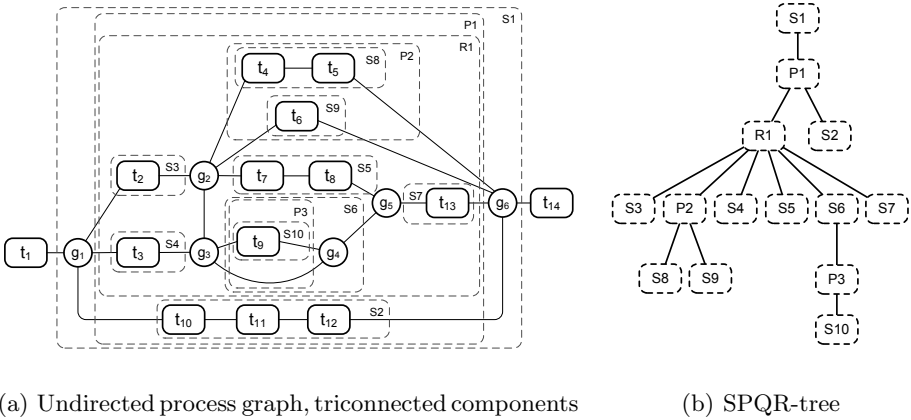 S1
P1
R1
P2
t4
t5
S8
S9
t6
t2
S3
g2
t7
t8
S5
g5
S7
t13
g6
t14
P3
S6
S10
t1
g1
t3
S4
g3
t9
g4
t10
t11
t12
S2
(a) Undirected process graph, triconnected components
S1
P1
R1
S2
S3
P2
S4
S5
S6
S7
S8
S9
P3
S10
(b) SPQR-tree